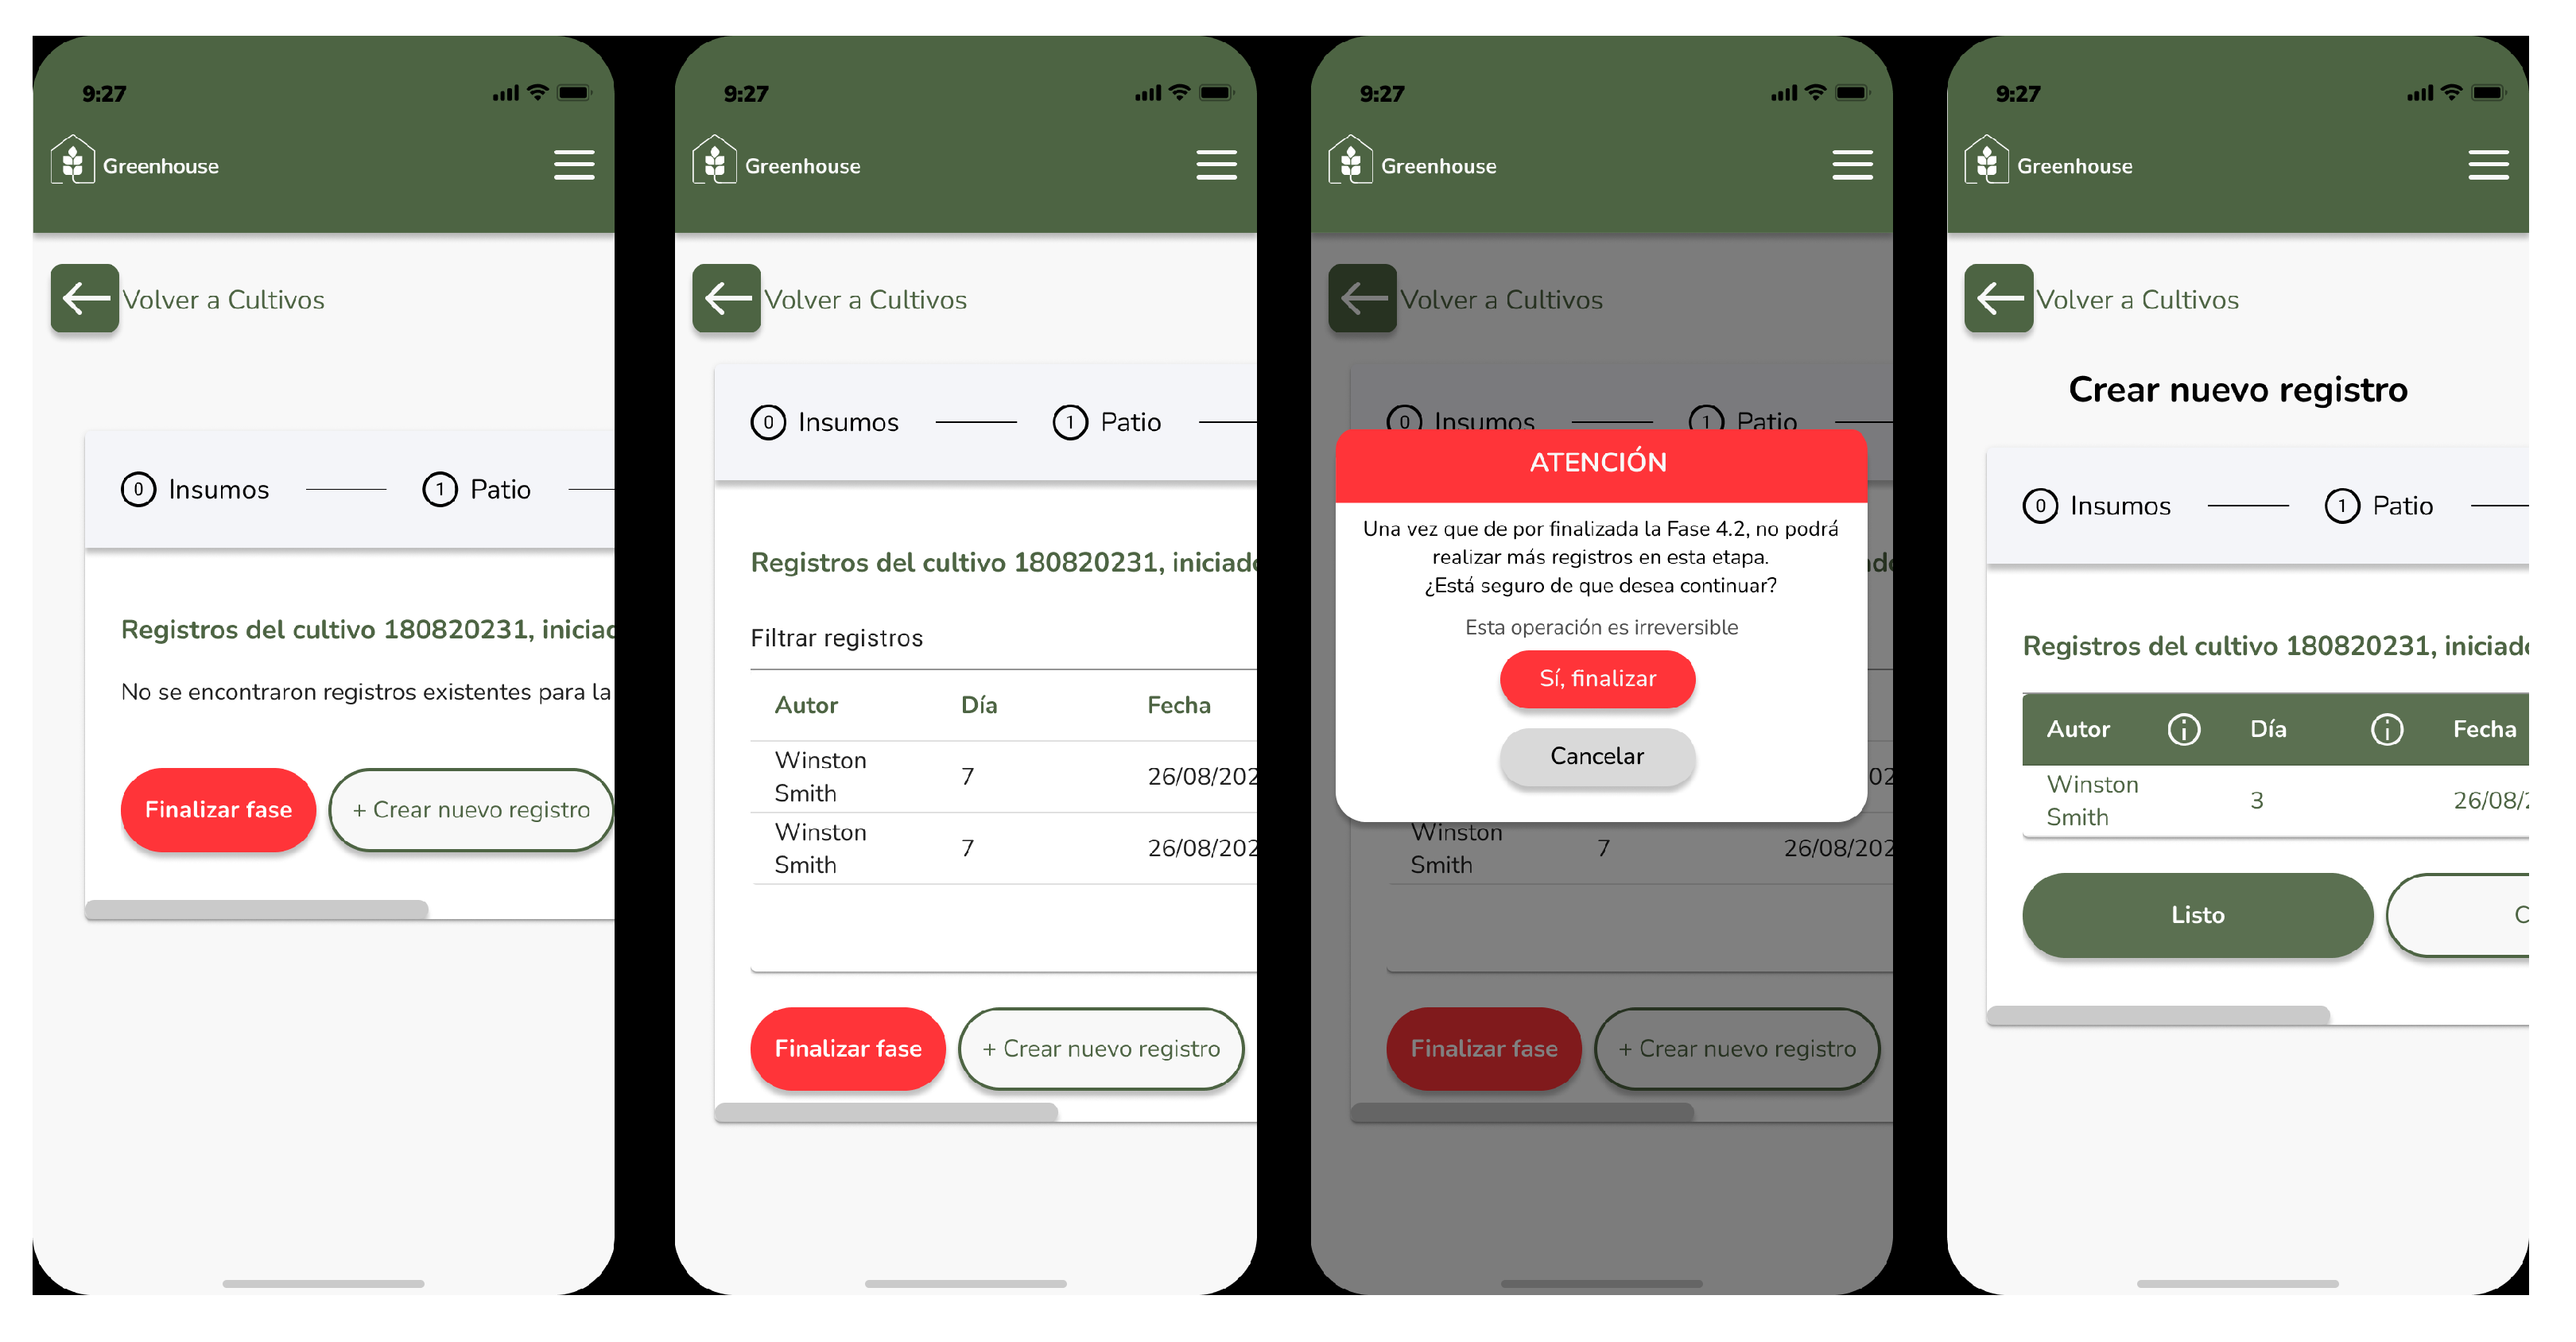 9:27
Greenhouse
Volver a Cultivos
0 Insumos
1 Patio
Registros del cultivo 180820231, iniciad
No se encontraron registros existentes para la
Finalizar fase
+ Crear nuevo registro
9:27
Greenhouse
Volver a Cultivos
0 Insumos
1 Patio
Registros del cultivo 180820231, iniciad
Filtrar registros
Autor Día Fecha
Winston
Smith
7
26/08/202
Winston
Smith
7
26/08/202
Finalizar fase
+ Crear nuevo registro
9:27
Greenhouse
Volver a Cultivos
0 Insumos
1 Patio
ATENCIÓN
Una vez que de por finalizada la Fase 4.2, no podrá
realizar más registros en esta etapa.
¿Está seguro de que desea continuar?
Esta operación es irreversible
Sí, finalizar
Cancelar
Winston
Smith
7
26/08/202
Finalizar fase
+ Crear nuevo registro
9:27
Greenhouse
Volver a Cultivos
Crear nuevo registro
0 Insumos
1 Patio
Registros del cultivo 180820231, iniciad
Autor Día Fecha
Winston
Smith
3
26/08/
Listo